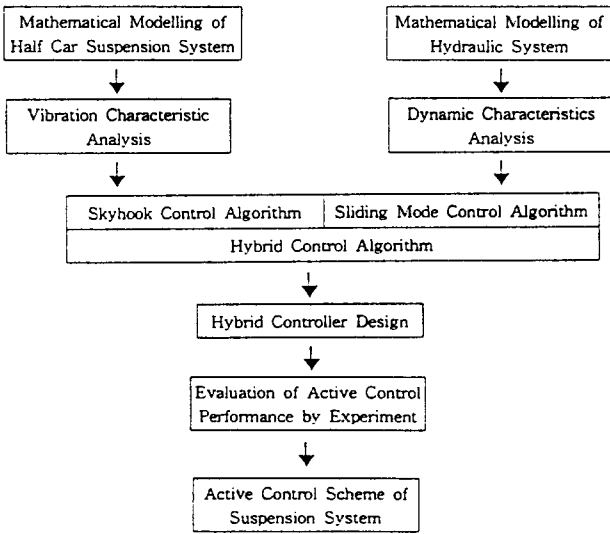 Mathematical Modelling of
Half Car Suspension System
Mathematical Modelling of
Hydraulic System
Vibration Characteristic
Analysis
Dynamic Characteristics
Analysis
Skyhook Control Algorithm
Sliding Mode Control Algorithm
Hybrid Control Algorithm
Hybrid Controller Design
Evaluation of Active Control
Performance by Experiment
Active Control Scheme of
Suspension System